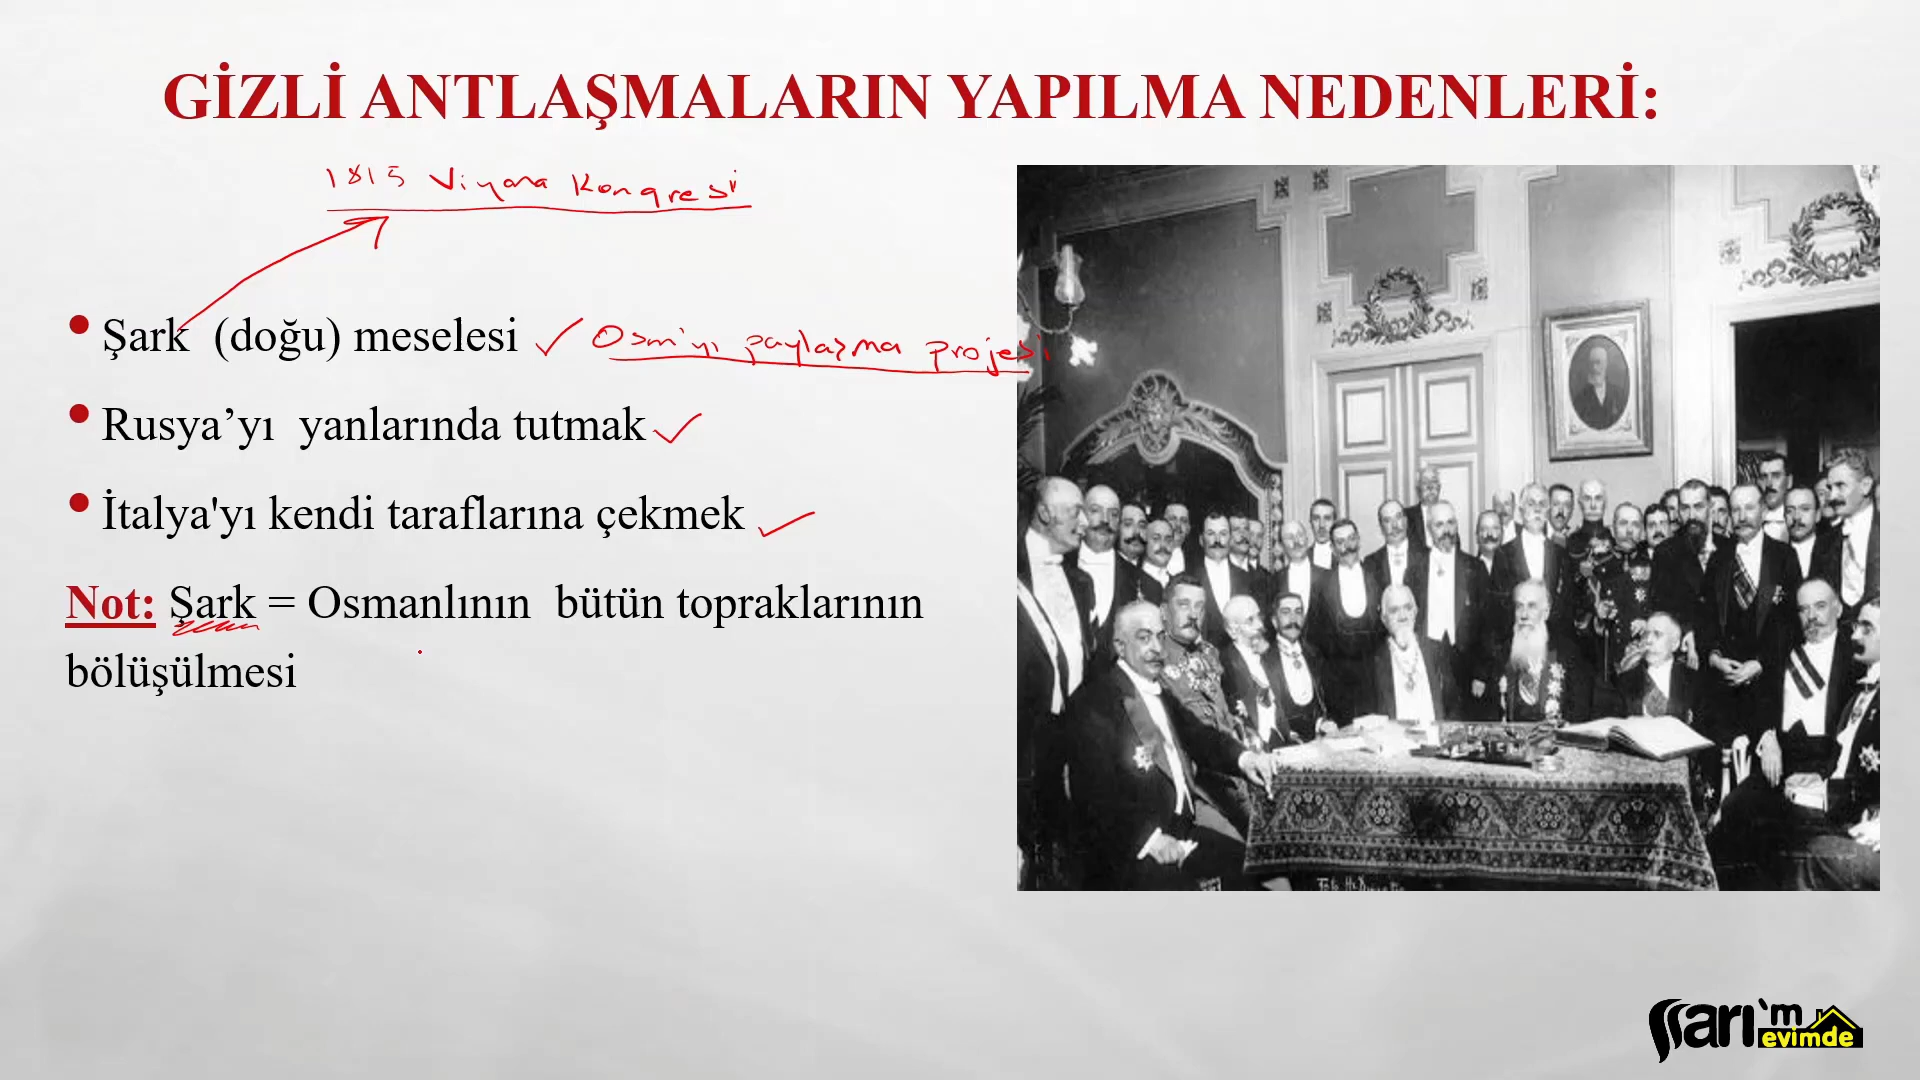 GİZLİ ANTLAŞMALARIN YAPILMA NEDENLERİ:
1815 Viyana Kongresi
• Şark (doğu) meselesi ✓ Osm'yı paylaşma projesi
• Rusya’yı yanlarında tutmak ✓
• İtalya'yı kendi taraflarına çekmek ✓
Not: Şark = Osmanlının bütün topraklarının
bölüşülmesi
sarı'm
evimde